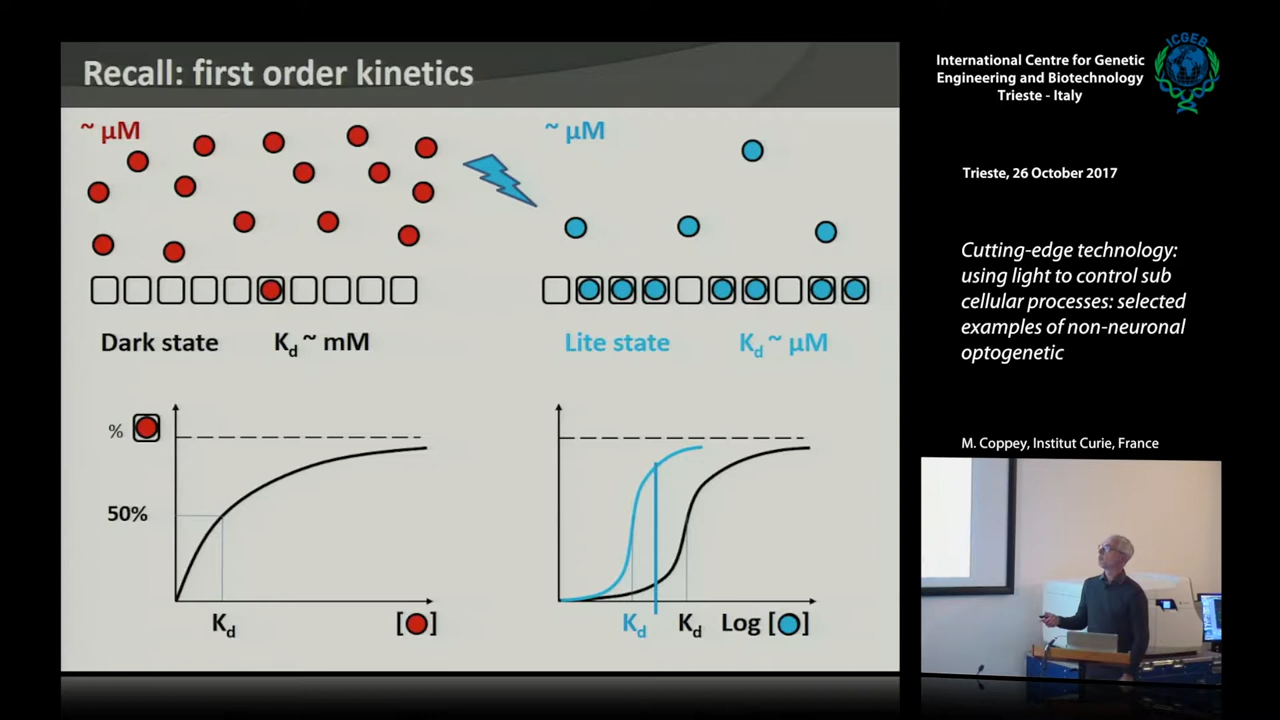 Recall: first order kinetics
~ µM
~ µM
Dark state
Kd ~ mM
Lite state
Kd ~ µM
%
50%
Kd
[ ]
Kd
Kd
Log [ ]
ICGEB
International Centre for Genetic
Engineering and Biotechnology
Trieste - Italy
Trieste, 26 October 2017
Cutting-edge technology:
using light to control sub
cellular processes: selected
examples of non-neuronal
optogenetic
M. Coppey, Institut Curie, France